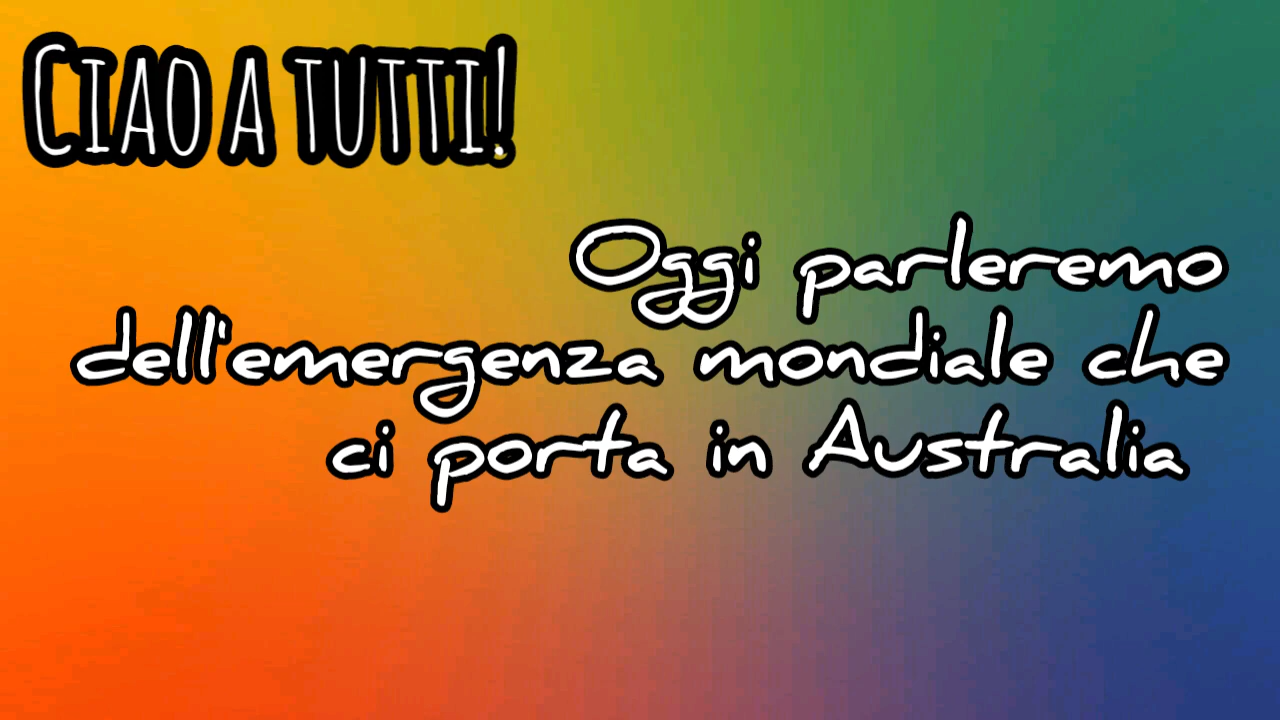 CIAO A TUTTI!
Oggi parleremo
dell'emergenza mondiale che
ci porta in Australia